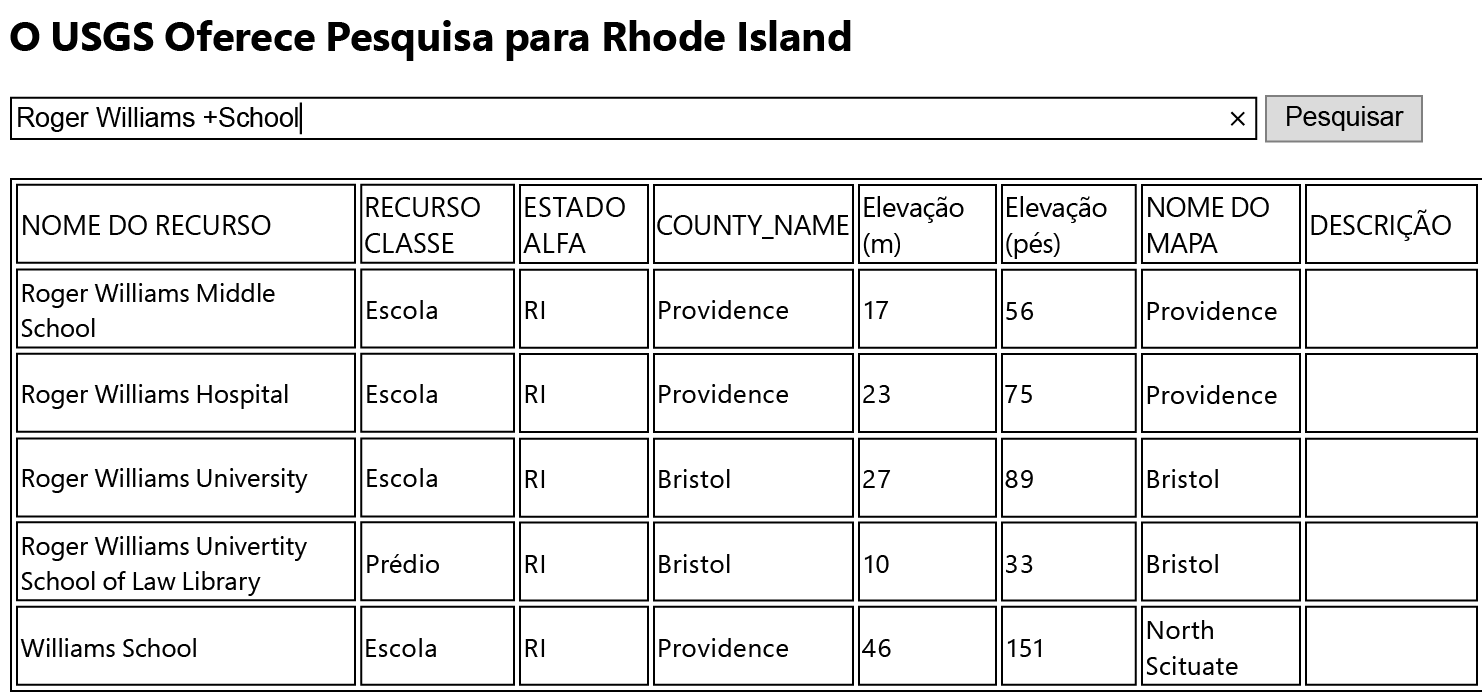 O USGS Oferece Pesquisa para Rhode Island
Roger Williams +School × Pesquisar
NOME DO RECURSO RECURSO CLASSE ESTADO ALFA COUNTY_NAME Elevação (m) Elevação (pés) NOME DO MAPA DESCRIÇÃO
Roger Williams Middle School Escola RI Providence 17 56 Providence
Roger Williams Hospital Escola RI Providence 23 75 Providence
Roger Williams University Escola RI Bristol 27 89 Bristol
Roger Williams Univertity School of Law Library Prédio RI Bristol 10 33 Bristol
Williams School Escola RI Providence 46 151 North Scituate